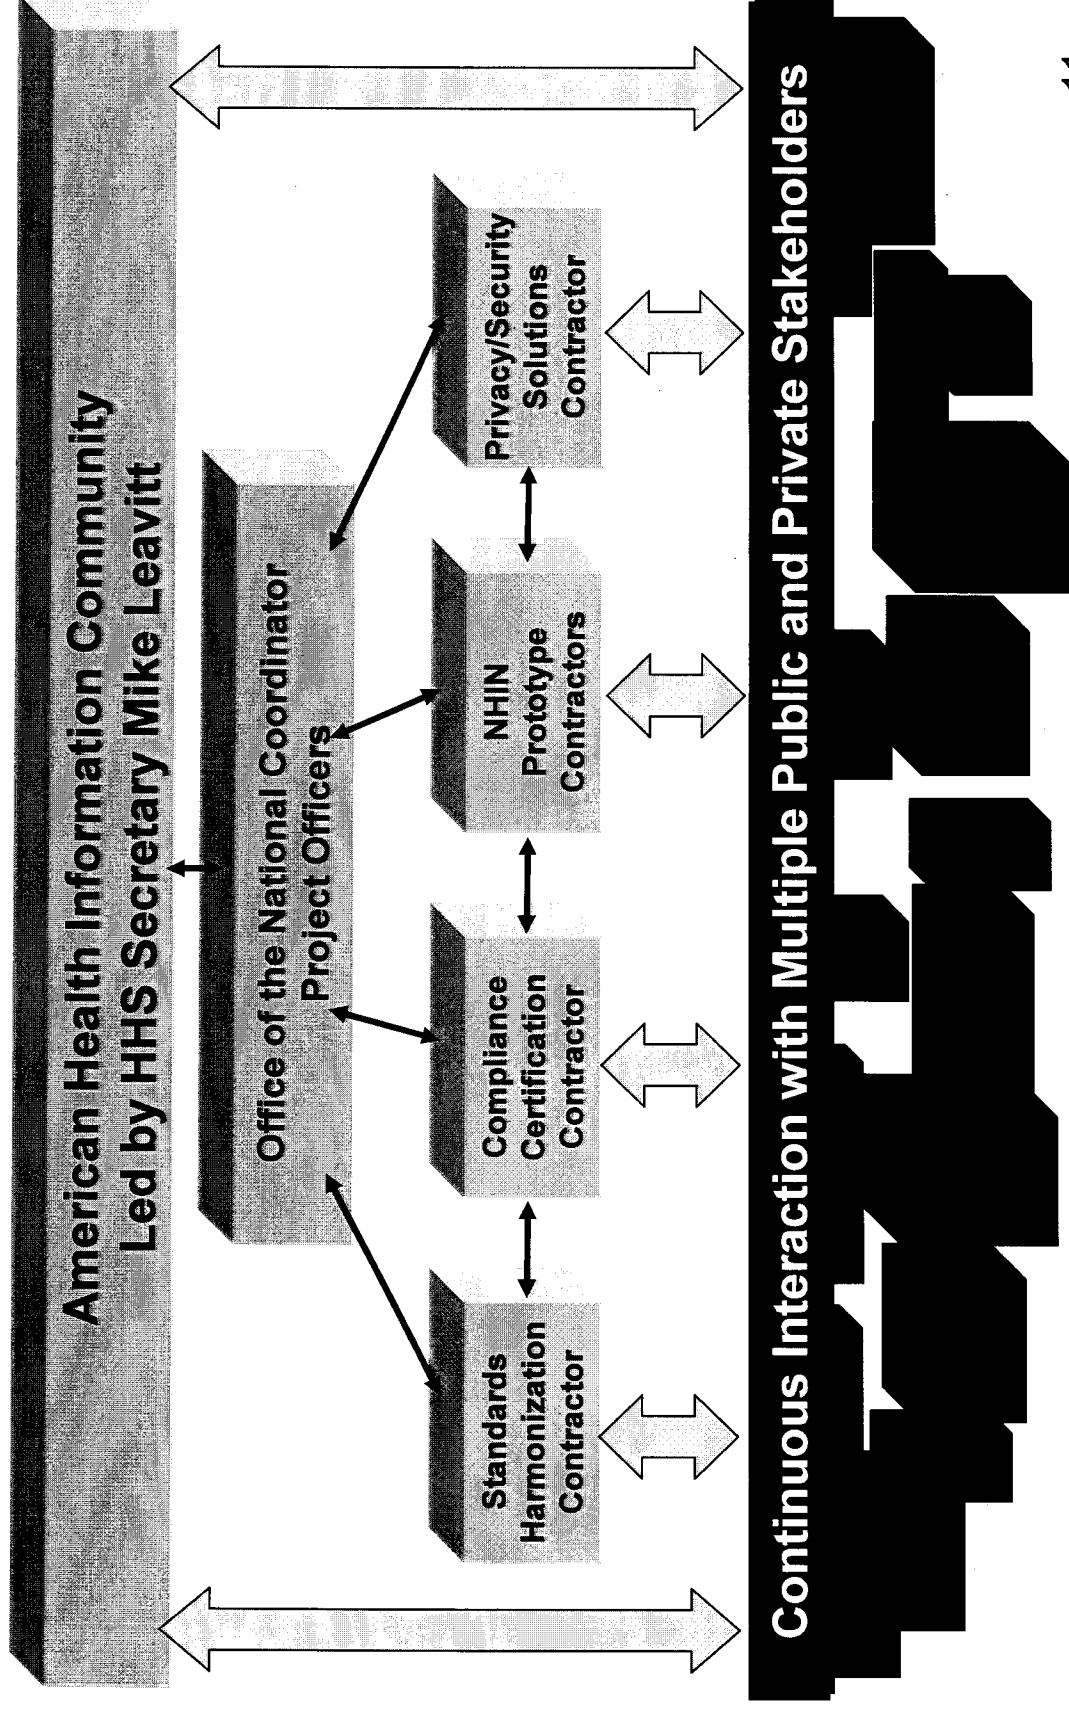 American Health Information Community
Led by HHS Secretary Mike Leavitt
Office of the National Coordinator
Project Officers
Standards
Harmonization
Contractor
Compliance
Certification
Contractor
NHIN
Prototype
Contractors
Privacy/Security
Solutions
Contractor
Continuous Interaction with Multiple Public and Private Stakeholders